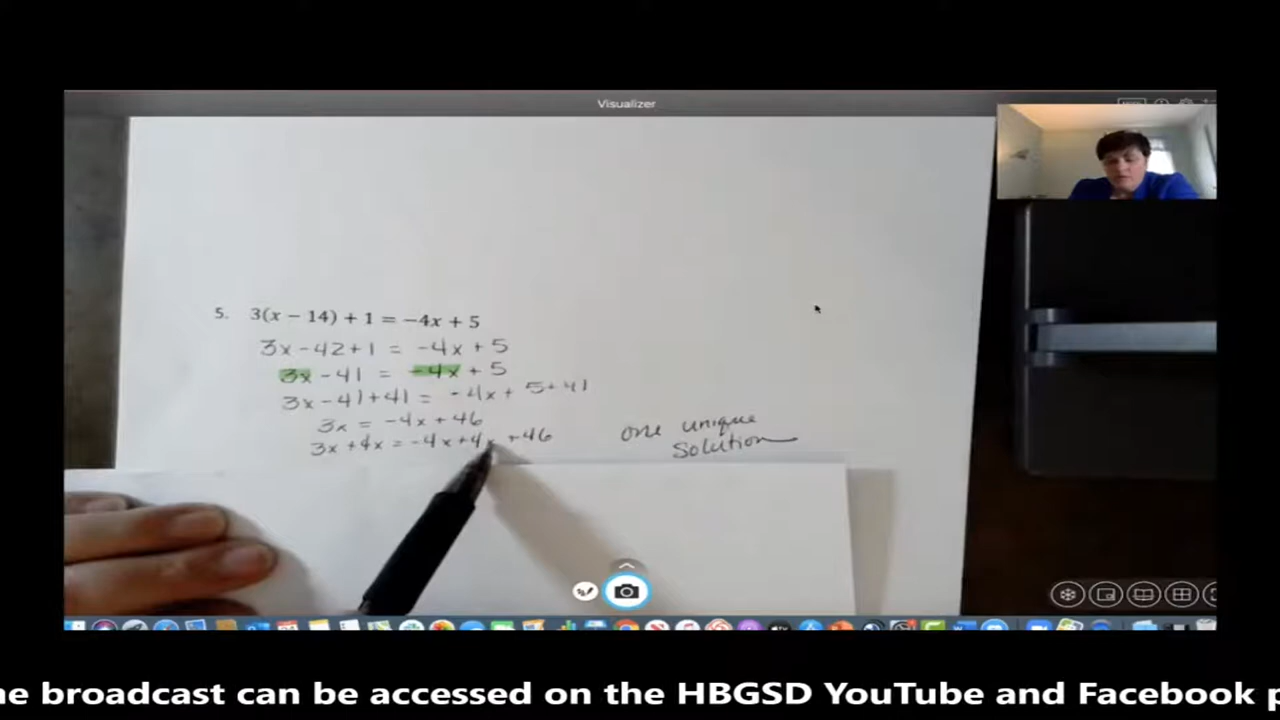 Visualizer
5. 3(x − 14) + 1 = −4x + 5
3x - 42 + 1 = -4x + 5
3x - 41 = -4x + 5
3x - 41 + 41 = -4x + 5 + 41
3x = -4x + 46
3x + 4x = -4x + 4x + 46
one unique
solution
he broadcast can be accessed on the HBGSD YouTube and Facebook p